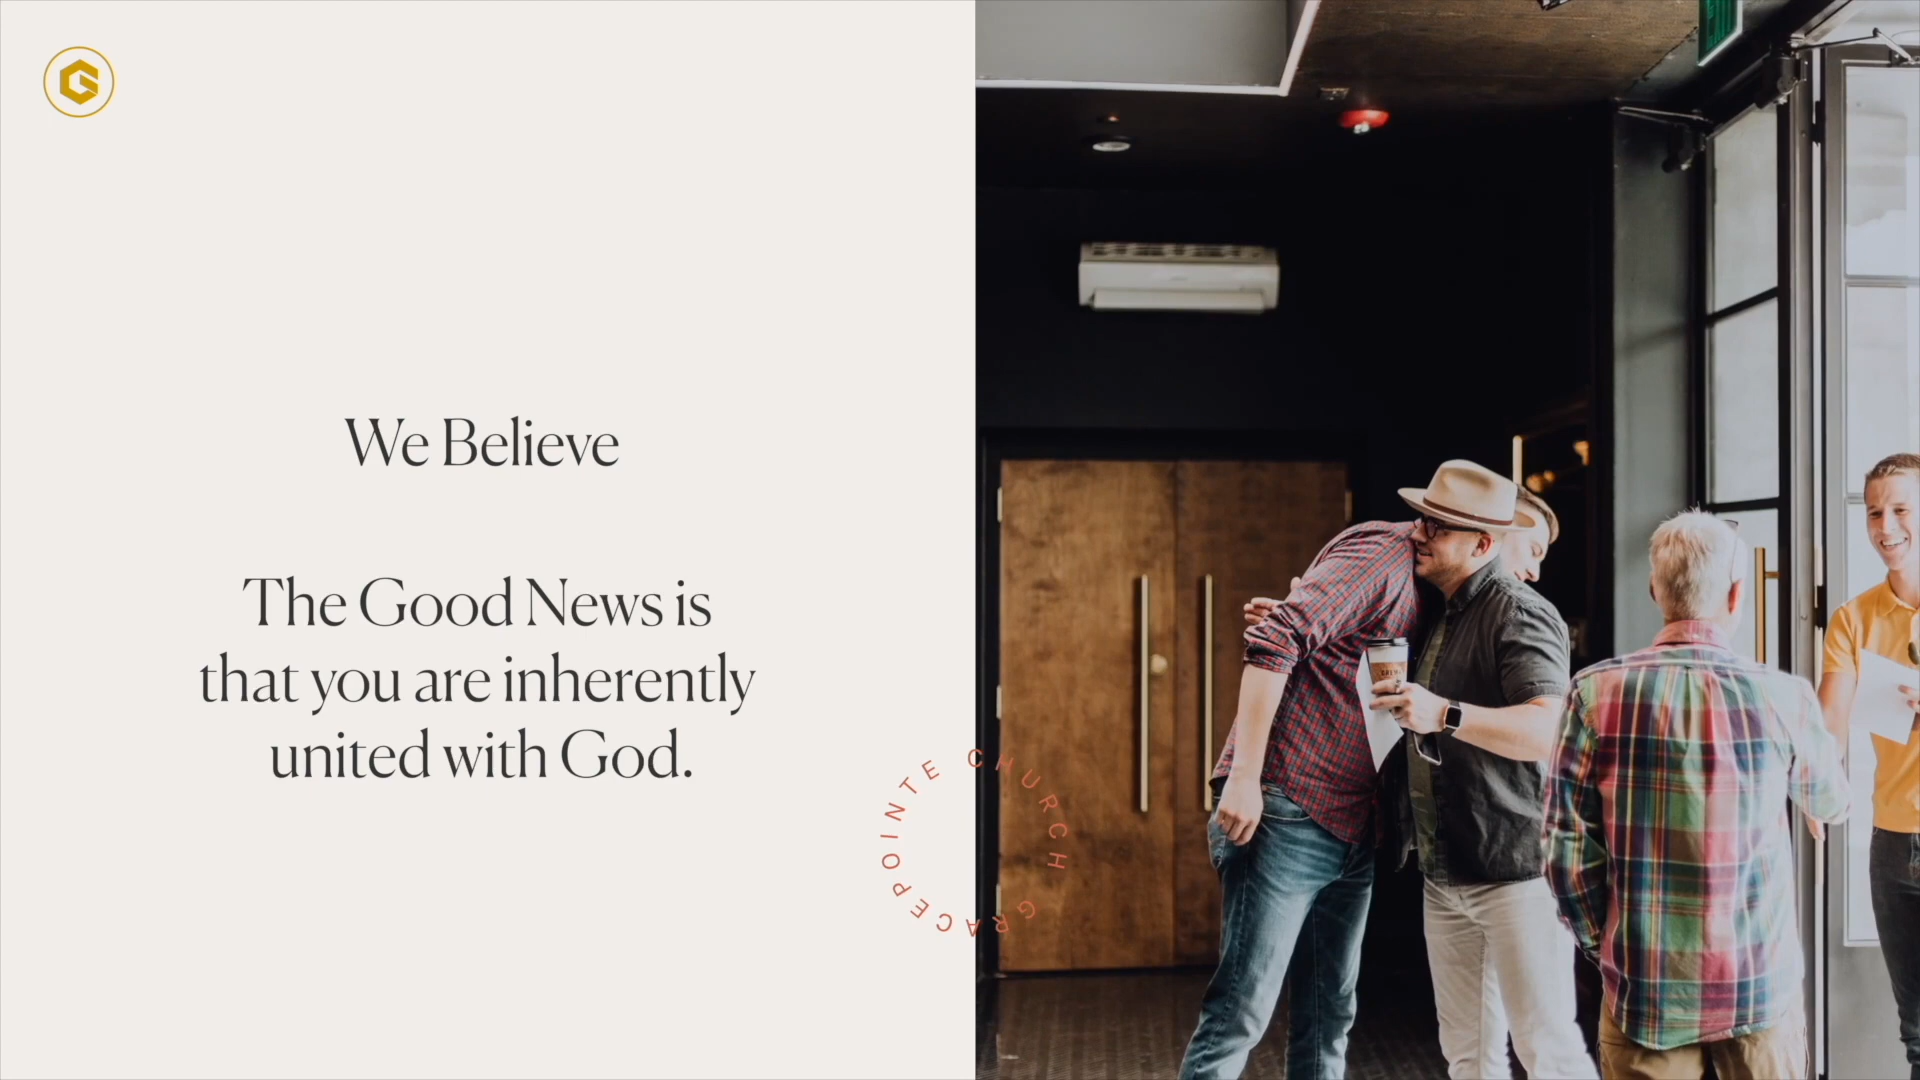 We Believe
The Good News is
that you are inherently
united with God.
GRACEPOINTE CHURCH